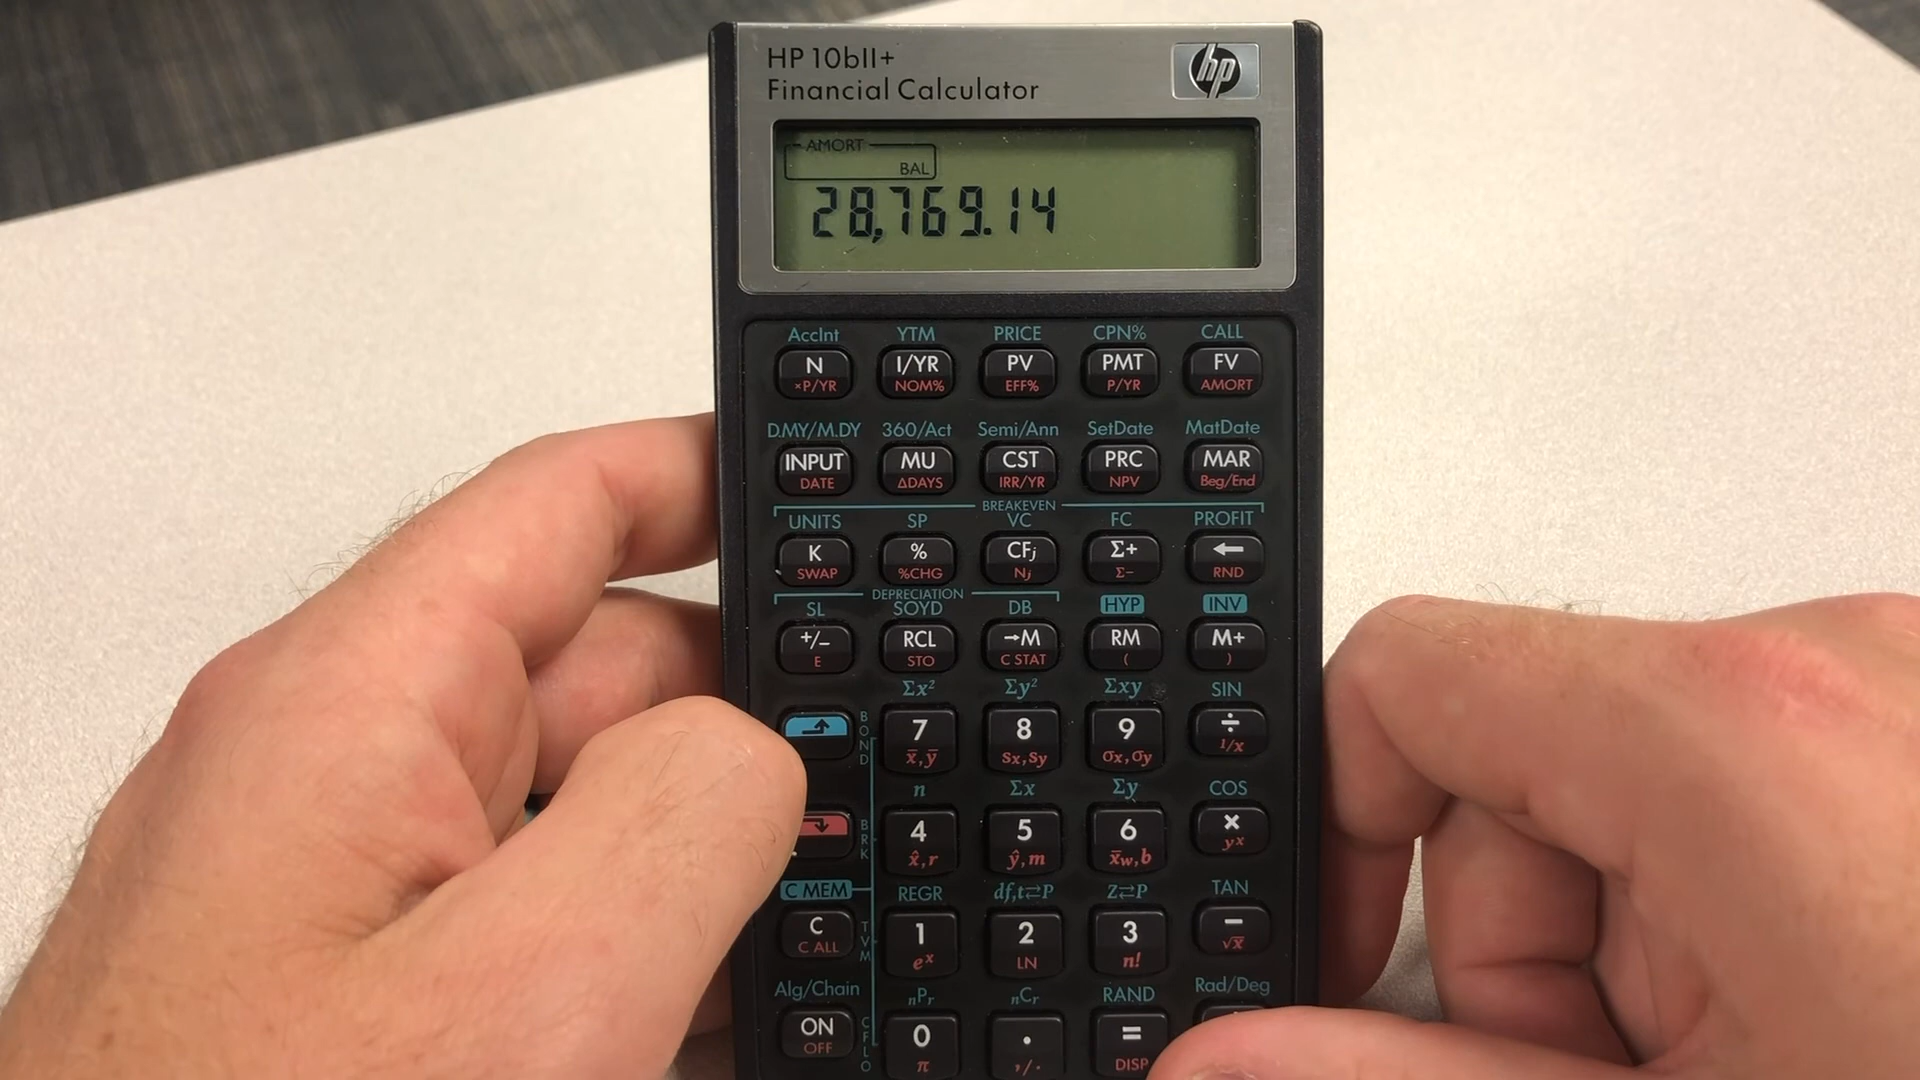 HP 10bII+
Financial Calculator
hp
AMORT
BAL
28,769.14
AccInt YTM PRICE CPN% CALL
N I/YR PV PMT FV
×P/YR NOM% EFF% P/YR AMORT
D.MY/M.DY 360/Act Semi/Ann SetDate MatDate
INPUT MU CST PRC MAR
DATE ΔDAYS IRR/YR NPV Beg/End
BREAKEVEN
UNITS SP VC FC PROFIT
K % CFj Σ+ ←
SWAP %CHG Nj Σ− RND
DEPRECIATION
SL SOYD DB HYP INV
+/− RCL →M RM M+
E STO C STAT ( )
Σx² Σy² Σxy SIN
BOND
7 8 9 ÷
x̄,ȳ Sx,Sy σx,σy 1/x
n Σx Σy COS
BRK
4 5 6 ×
x̂,r ŷ,m x̄w,b yˣ
C MEM REGR df,t⇄P Z⇄P TAN
TVM
C 1 2 3 −
C ALL eˣ LN n! √x
Alg/Chain nPr nCr RAND Rad/Deg
CFLO
ON 0 . =
OFF π ,/. DISP